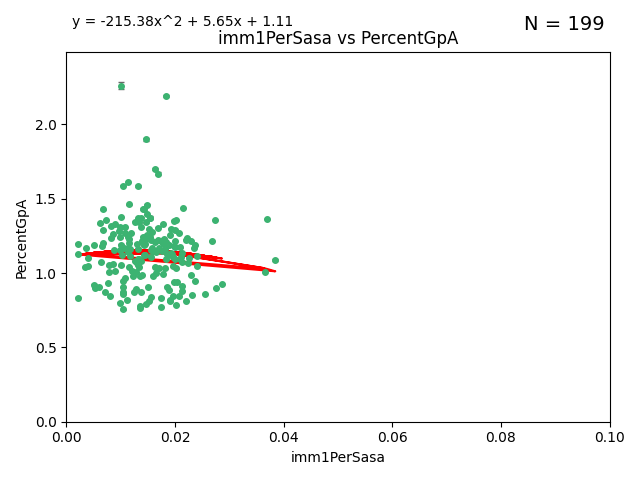 y = -215.38x^2 + 5.65x + 1.11
N = 199
imm1PerSasa vs PercentGpA
PercentGpA
2.0
1.5
1.0
0.5
0.0
0.00 0.02 0.04 0.06 0.08 0.10
imm1PerSasa